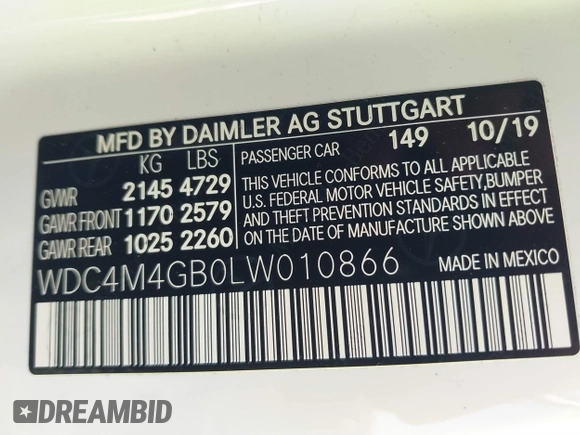 MFD BY DAIMLER AG STUTTGART
KG LBS PASSENGER CAR 149 10/19
GVWR 2145 4729
GAWR FRONT 1170 2579
GAWR REAR 1025 2260
THIS VEHICLE CONFORMS TO ALL APPLICABLE
U.S. FEDERAL MOTOR VEHICLE SAFETY,BUMPER
AND THEFT PREVENTION STANDARDS IN EFFECT
ON DATE OF MANUFACTURE SHOWN ABOVE.
WDC4M4GB0LW010866 MADE IN MEXICO
DREAMBID